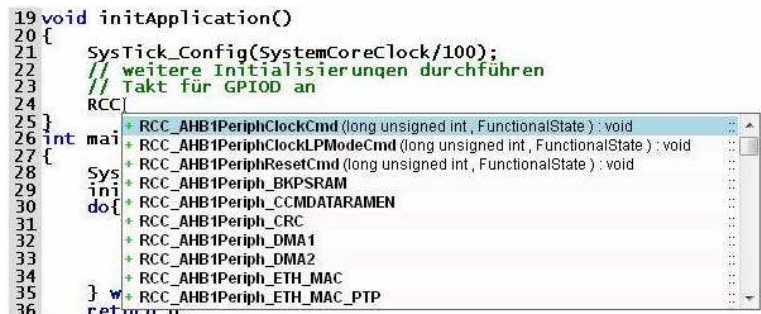 19 void initApplication()
20 {
21 SysTick_Config(SystemCoreClock/100);
22 // weitere Initialisierungen durchführen
23 // Takt für GPIOD an
24 RCC
25 }
+ RCC_AHB1PeriphClockCmd (long unsigned int , FunctionalState ) : void
26 int mai
+ RCC_AHB1PeriphClockLPModeCmd (long unsigned int , FunctionalState ) : void
27 {
+ RCC_AHB1PeriphResetCmd (long unsigned int , FunctionalState ) : void
28 Sys
+ RCC_AHB1Periph_BKPSRAM
29 ini
+ RCC_AHB1Periph_CCMDATARAMEN
30 do{
+ RCC_AHB1Periph_CRC
31
+ RCC_AHB1Periph_DMA1
32
33
+ RCC_AHB1Periph_DMA2
34
+ RCC_AHB1Periph_ETH_MAC
35 } w
+ RCC_AHB1Periph_ETH_MAC_PTP
36